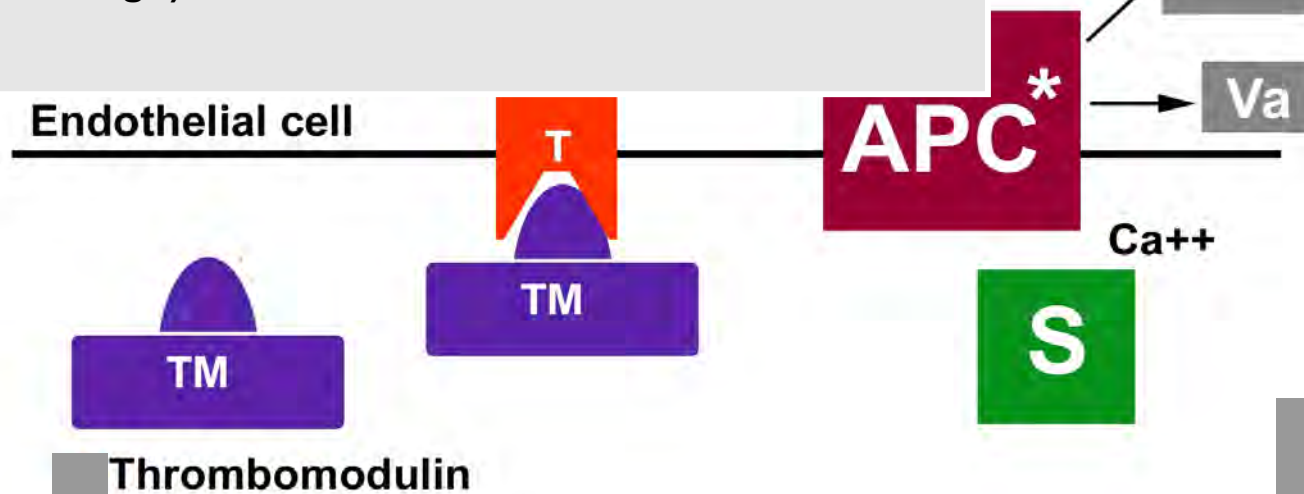 Endothelial cell
T
APC*
Va
Ca++
TM
S
TM
Thrombomodulin